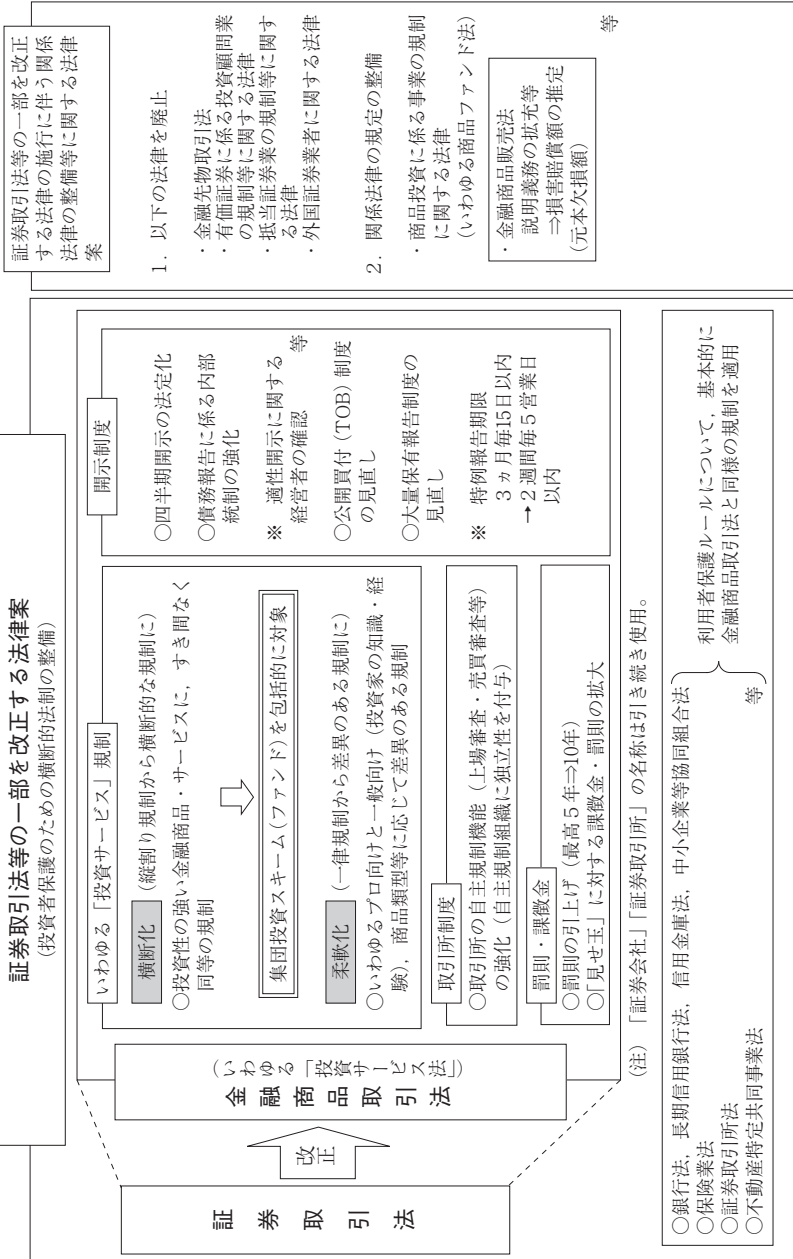 証券取引法等の一部を改正する法律案
(投資者保護のための横断的法制の整備)
証券取引法
改正
金融商品取引法
(いわゆる「投資サービス法」)
いわゆる「投資サービス」規制
横断化
(縦割り規制から横断的な規制に)
○投資性の強い金融商品・サービスに，すき間なく
同等の規制
集団投資スキーム(ファンド)を包括的に対象
柔軟化
(一律規制から差異のある規制に)
○いわゆるプロ向けと一般向け（投資家の知識・経
験），商品類型等に応じて差異のある規制
取引所制度
○取引所の自主規制機能（上場審査・売買審査等）
の強化（自主規制組織に独立性を付与）
罰則・課徴金
○罰則の引上げ（最高５年⇒10年）
○「見せ玉」に対する課徴金・罰則の拡大
開示制度
○四半期開示の法定化
○債務報告に係る内部
統制の強化
※　適性開示に関する
経営者の確認　等
○公開買付（TOB）制度
の見直し
○大量保有報告制度の
見直し
※　特例報告期限
３ヵ月毎15日以内
→２週間毎５営業日
以内
(注)　「証券会社」「証券取引所」の名称は引き続き使用。
○銀行法，長期信用銀行法，信用金庫法，中小企業等協同組合法
○保険業法
○証券取引所法
○不動産特定共同事業法　等
利用者保護ルールについて，基本的に
金融商品取引法と同様の規制を適用
証券取引法等の一部を改正
する法律の施行に伴う関係
法律の整備等に関する法律
案
１．以下の法律を廃止
・金融先物取引法
・有価証券に係る投資顧問業
の規制等に関する法律
・抵当証券業の規制等に関す
る法律
・外国証券業者に関する法律
２．関係法律の規定の整備
・商品投資に係る事業の規制
に関する法律
(いわゆる商品ファンド法)
・金融商品販売法
説明義務の拡充等
⇒損害賠償額の推定
(元本欠損額)
等